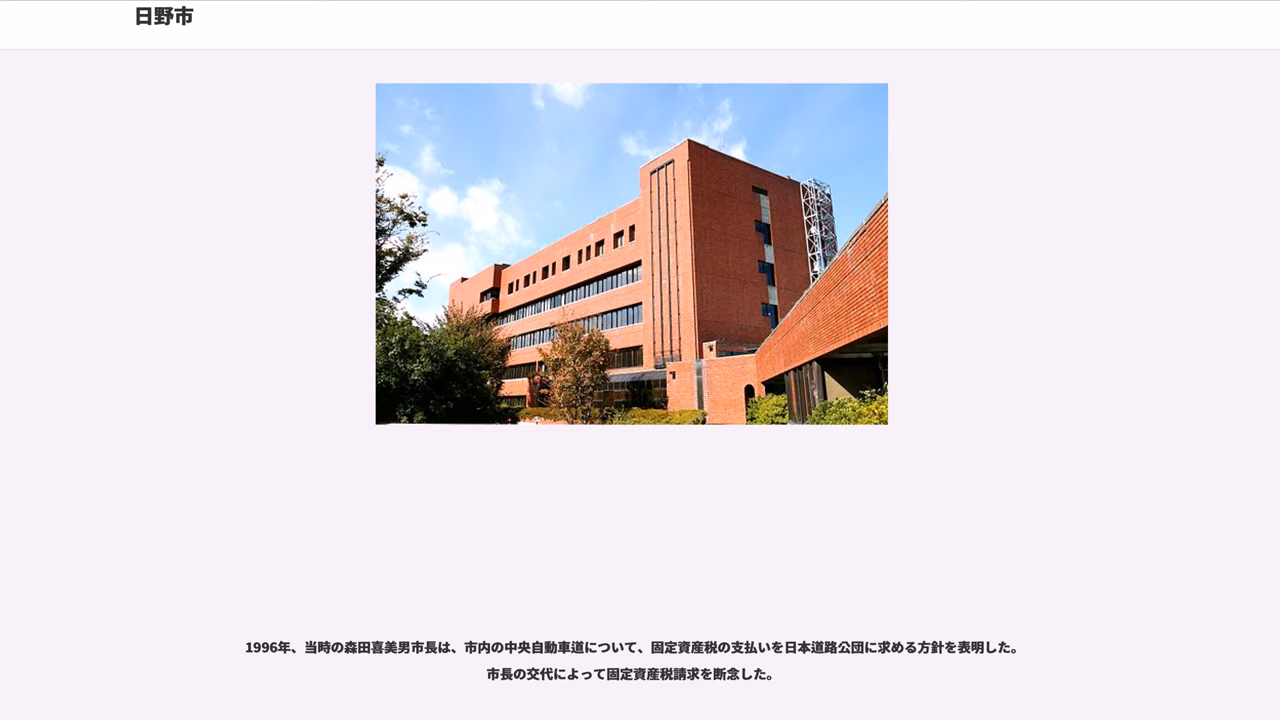 日野市
1996年、当時の森田喜美男市長は、市内の中央自動車道について、固定資産税の支払いを日本道路公団に求める方針を表明した。
市長の交代によって固定資産税請求を断念した。